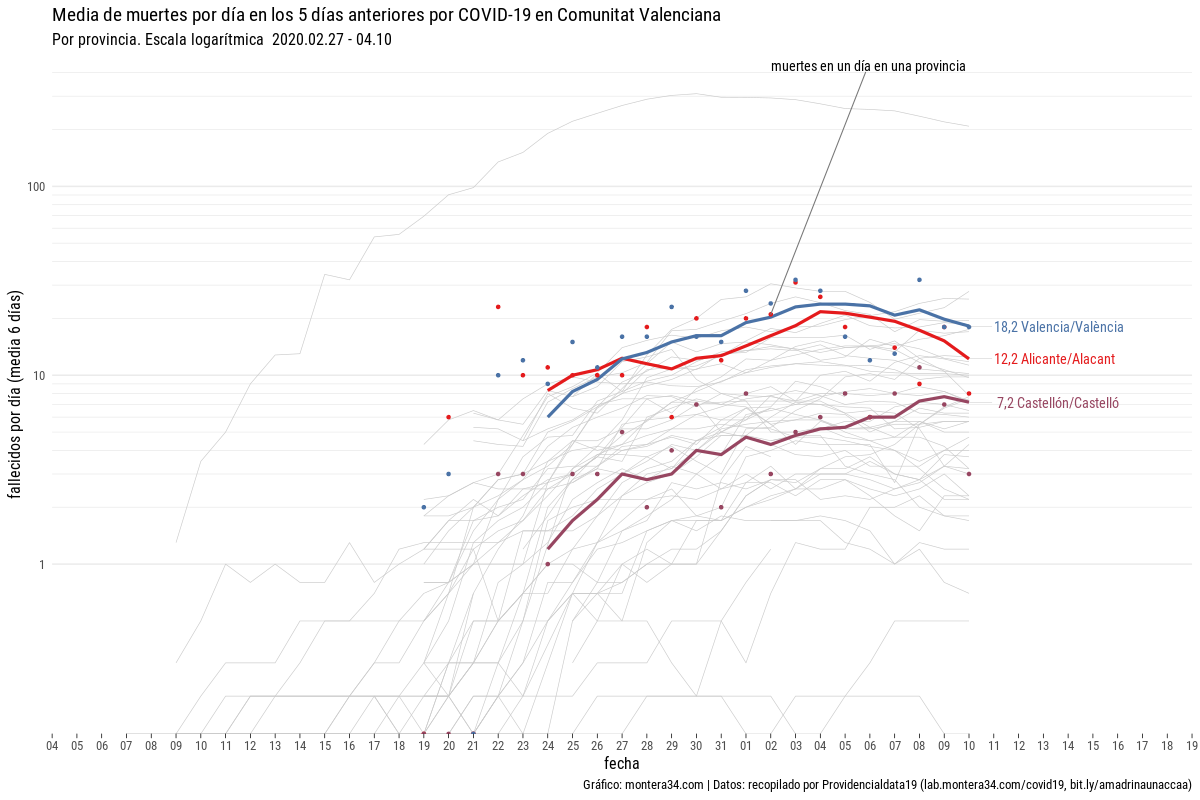 Media de muertes por día en los 5 días anteriores por COVID-19 en Comunitat Valenciana
Por provincia. Escala logarítmica 2020.02.27 - 04.10
muertes en un día en una provincia
100
10
1
fallecidos por día (media 6 días)
18,2 Valencia/València
12,2 Alicante/Alacant
7,2 Castellón/Castelló
04 05 06 07 08 09 10 11 12 13 14 15 16 17 18 19 20 21 22 23 24 25 26 27 28 29 30 31 01 02 03 04 05 06 07 08 09 10 11 12 13 14 15 16 17 18 19
fecha
Gráfico: montera34.com | Datos: recopilado por Providencialdata19 (lab.montera34.com/covid19, bit.ly/amadrinaunaccaa)